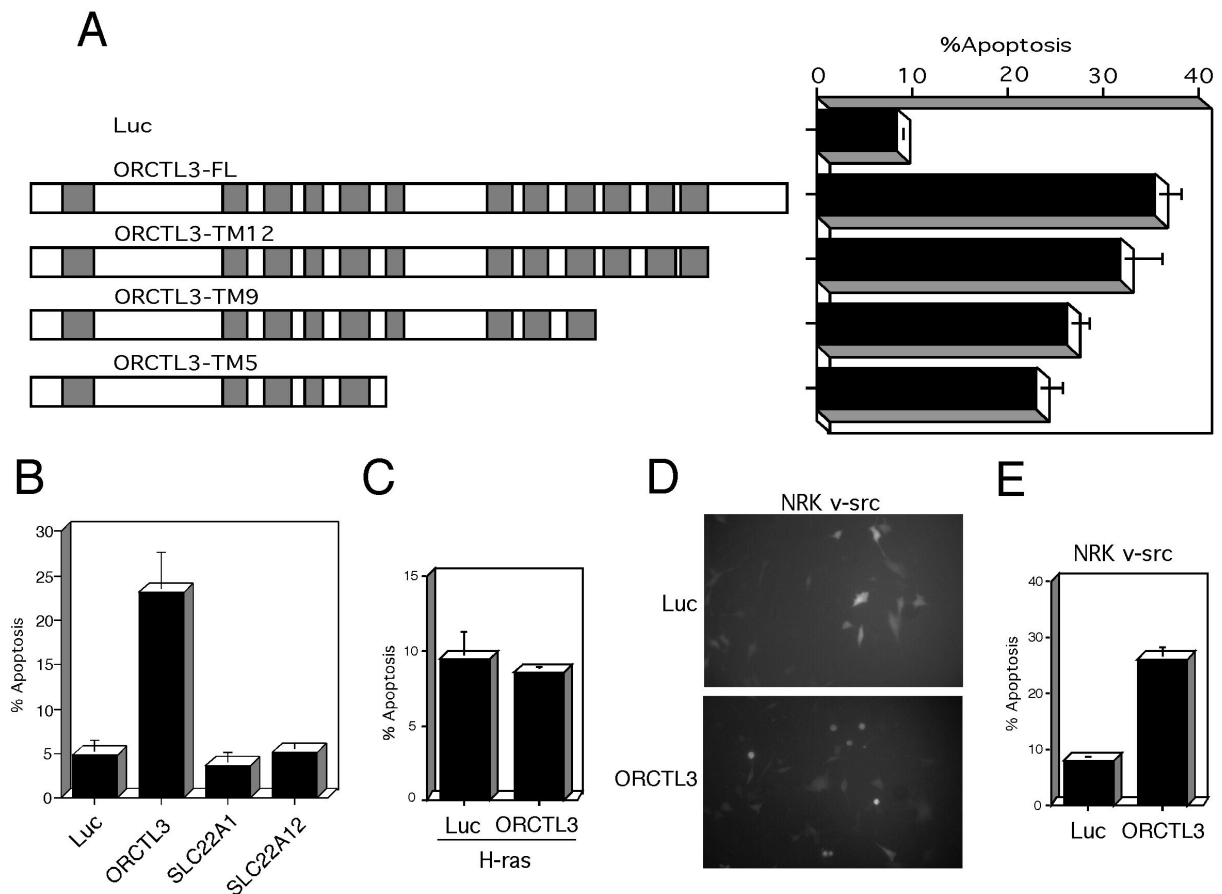 A
%Apoptosis
0 10 20 30 40
Luc
ORCTL3-FL
ORCTL3-TM12
ORCTL3-TM9
ORCTL3-TM5
B
% Apoptosis
30
25
20
15
10
5
0
Luc
ORCTL3
SLC22A1
SLC22A12
C
% Apoptosis
15
10
5
0
Luc ORCTL3
H-ras
D
NRK v-src
Luc
ORCTL3
E
NRK v-src
% Apoptosis
40
30
20
10
0
Luc ORCTL3